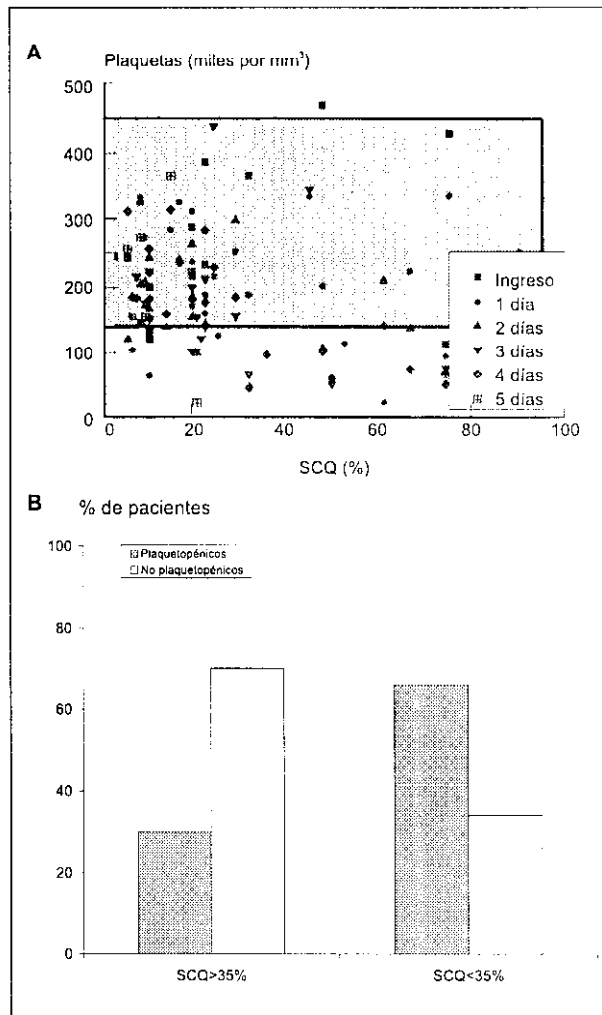 A
Plaquetas (miles por mm³)
500
400
300
200
100
0
Ingreso
1 día
2 días
3 días
4 días
5 días
0
20
40
60
80
100
SCQ (%)
B
% de pacientes
100
80
60
40
20
0
Plaquetopénicos
No plaquetopénicos
SCQ>35%
SCQ<35%